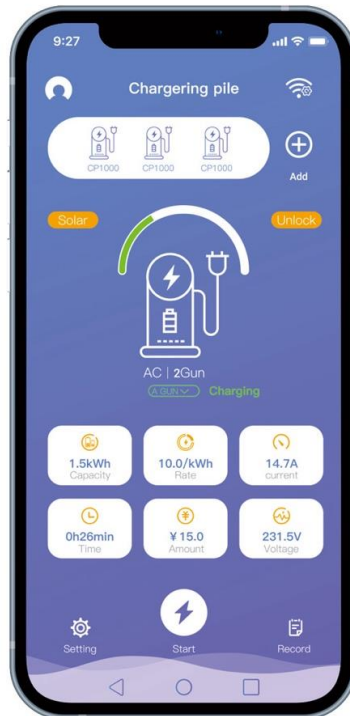 9:27
Chargering pile
CP1000 CP1000 CP1000
Add
Solar
Unlock
AC | 2Gun
A GUN Charging
1.5kWh 10.0/kWh 14.7A
Capacity Rate current
0h26min ¥ 15.0 231.5V
Time Amount Voltage
Setting Start Record